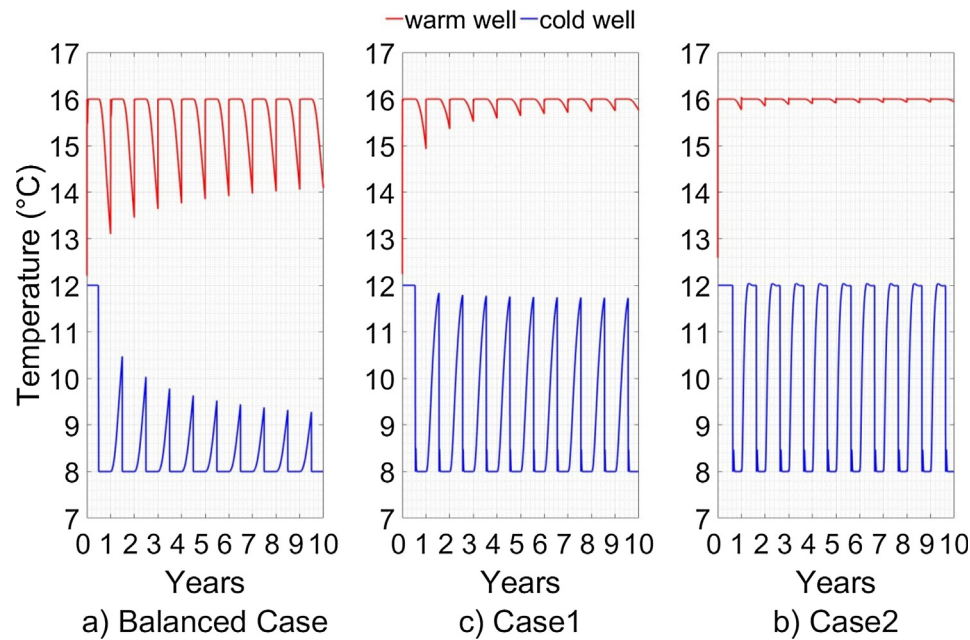 warm well cold well
17 17 17
16 16 16
15 15 15
14 14 14
13 13 13
12 12 12
11 11 11
10 10 10
9 9 9
8 8 8
7 7 7
0 1 2 3 4 5 6 7 8 9 10 0 1 2 3 4 5 6 7 8 9 10 0 1 2 3 4 5 6 7 8 9 10
Temperature (°C)
Years Years Years
a) Balanced Case c) Case1 b) Case2